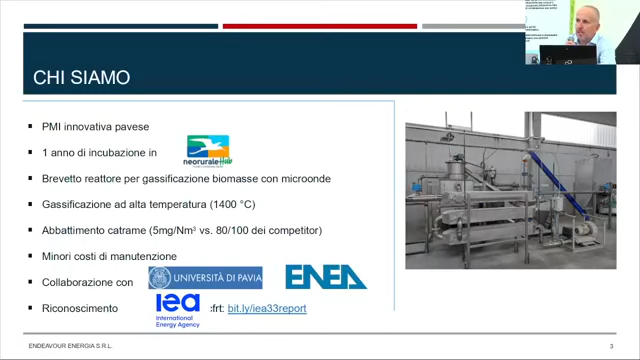 CHI SIAMO
PMI innovativa pavese
1 anno di incubazione in neoruraleHub
Brevetto reattore per gassificazione biomasse con microonde
Gassificazione ad alta temperatura (1400 °C)
Abbattimento catrame (5mg/Nm³ vs. 80/100 dei competitor)
Minori costi di manutenzione
Collaborazione con UNIVERSITÀ DI PAVIA ENEA
Riconoscimento iea :frt: bit.ly/iea33report
International
Energy Agency
ENDEAVOUR ENERGIA S.R.L.
3